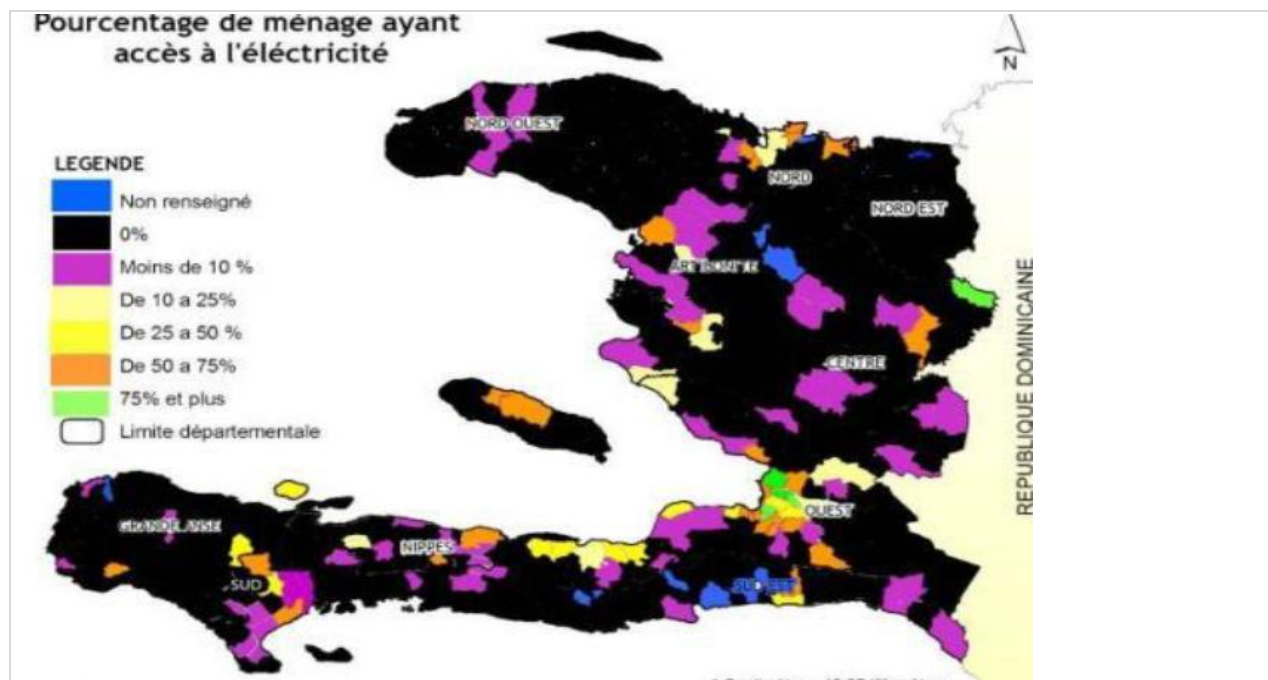 Pourcentage de ménage ayant
accès à l'éléctricité
N
NORD OUEST
LEGENDE
Non renseigné
0%
Moins de 10 %
De 10 a 25%
De 25 a 50 %
De 50 a 75%
75% et plus
Limite départementale
NORD
NORD EST
ARTIBONITE
CENTRE
REPUBLIQUE DOMINICAINE
OUEST
GRANDE ANSE
NIPPES
SUD
SUD EST